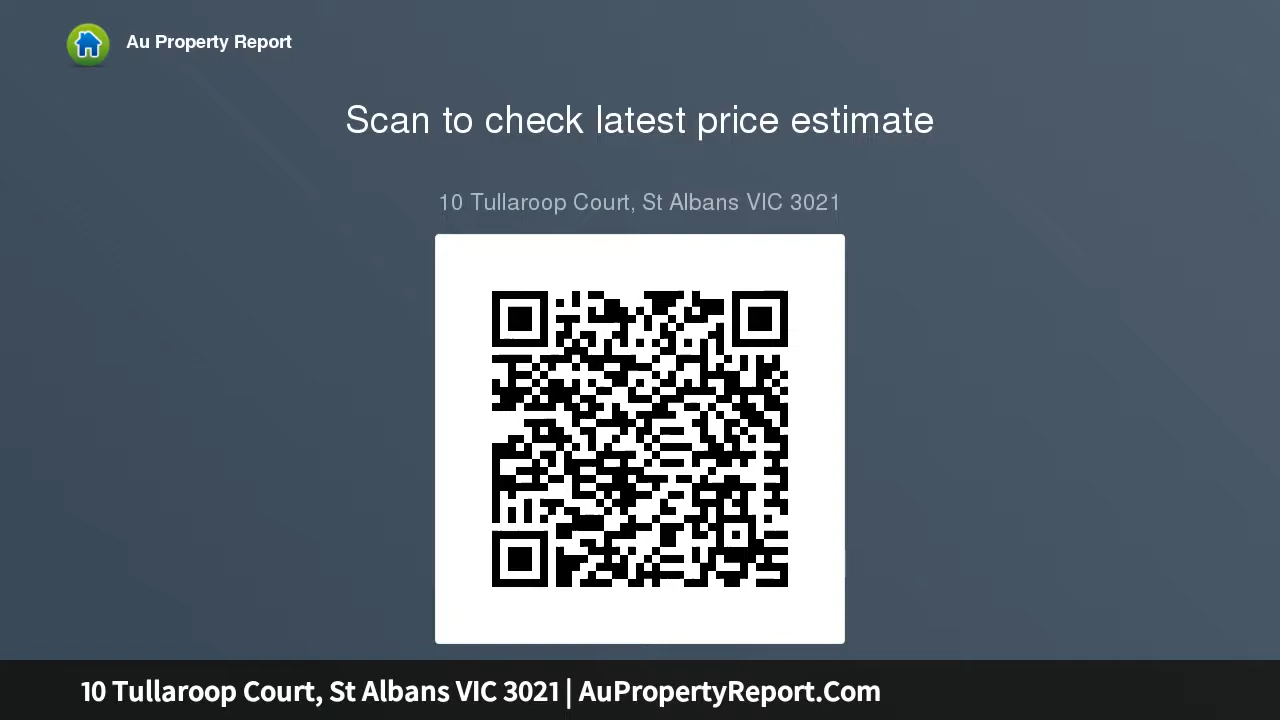 Au Property Report
Scan to check latest price estimate
10 Tullaroop Court, St Albans VIC 3021
10 Tullaroop Court, St Albans VIC 3021 | AuPropertyReport.Com